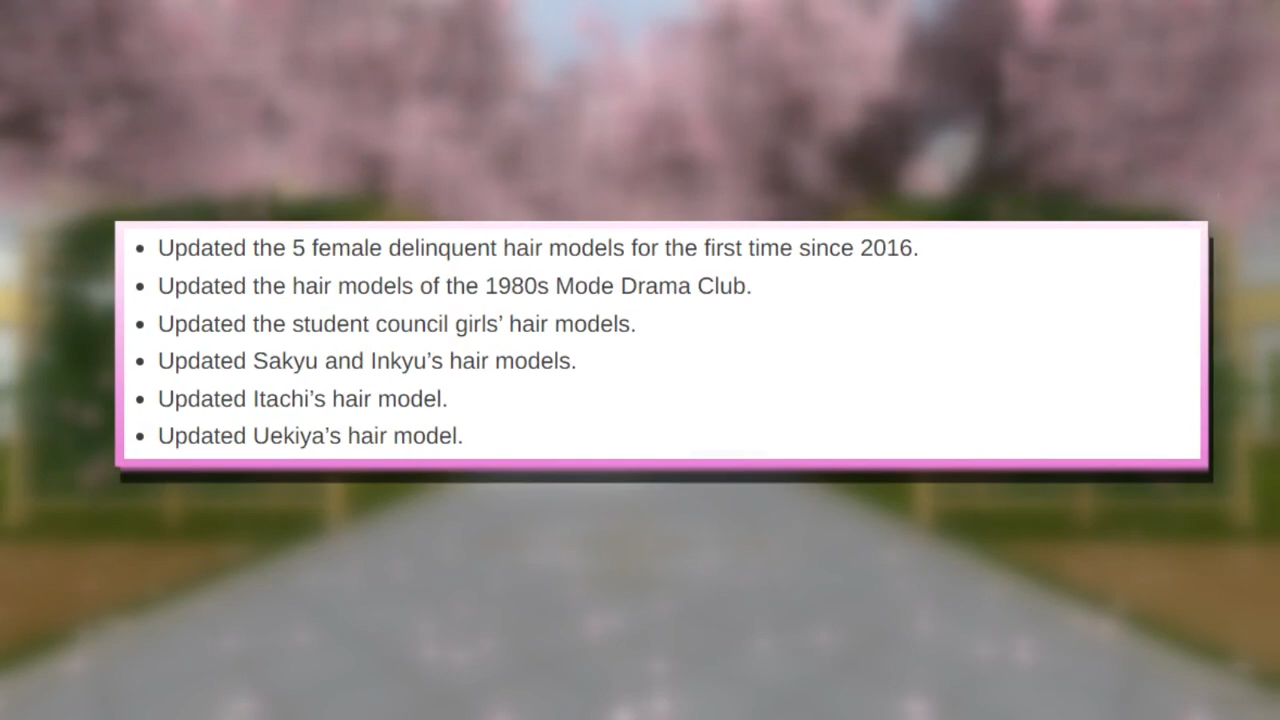 • Updated the 5 female delinquent hair models for the first time since 2016.
• Updated the hair models of the 1980s Mode Drama Club.
• Updated the student council girls’ hair models.
• Updated Sakyu and Inkyu’s hair models.
• Updated Itachi’s hair model.
• Updated Uekiya’s hair model.